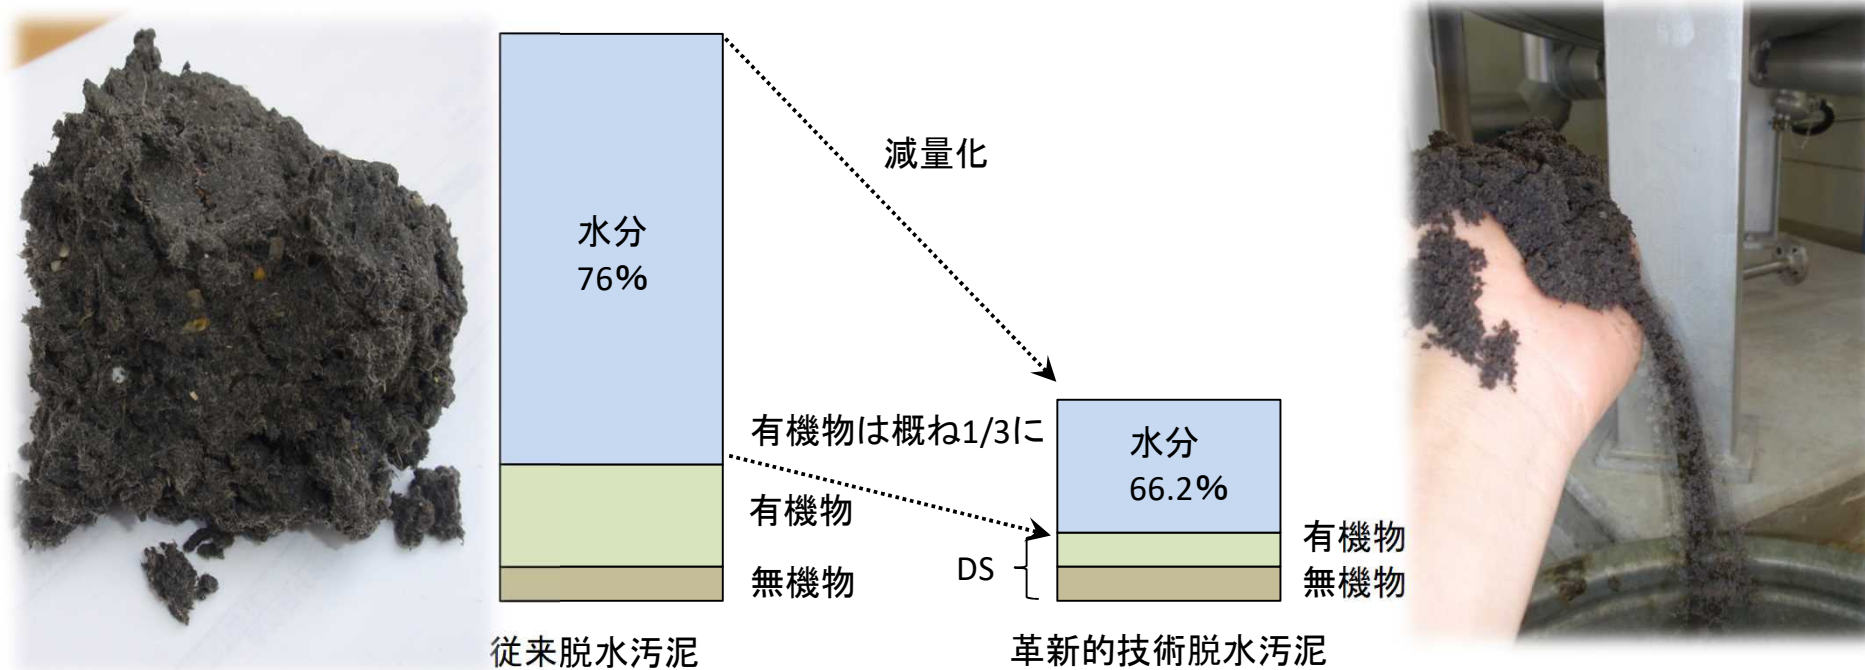 減量化
水分
76%
有機物は概ね1/3に
水分
66.2%
有機物
有機物
DS
無機物
無機物
従来脱水汚泥
革新的技術脱水汚泥